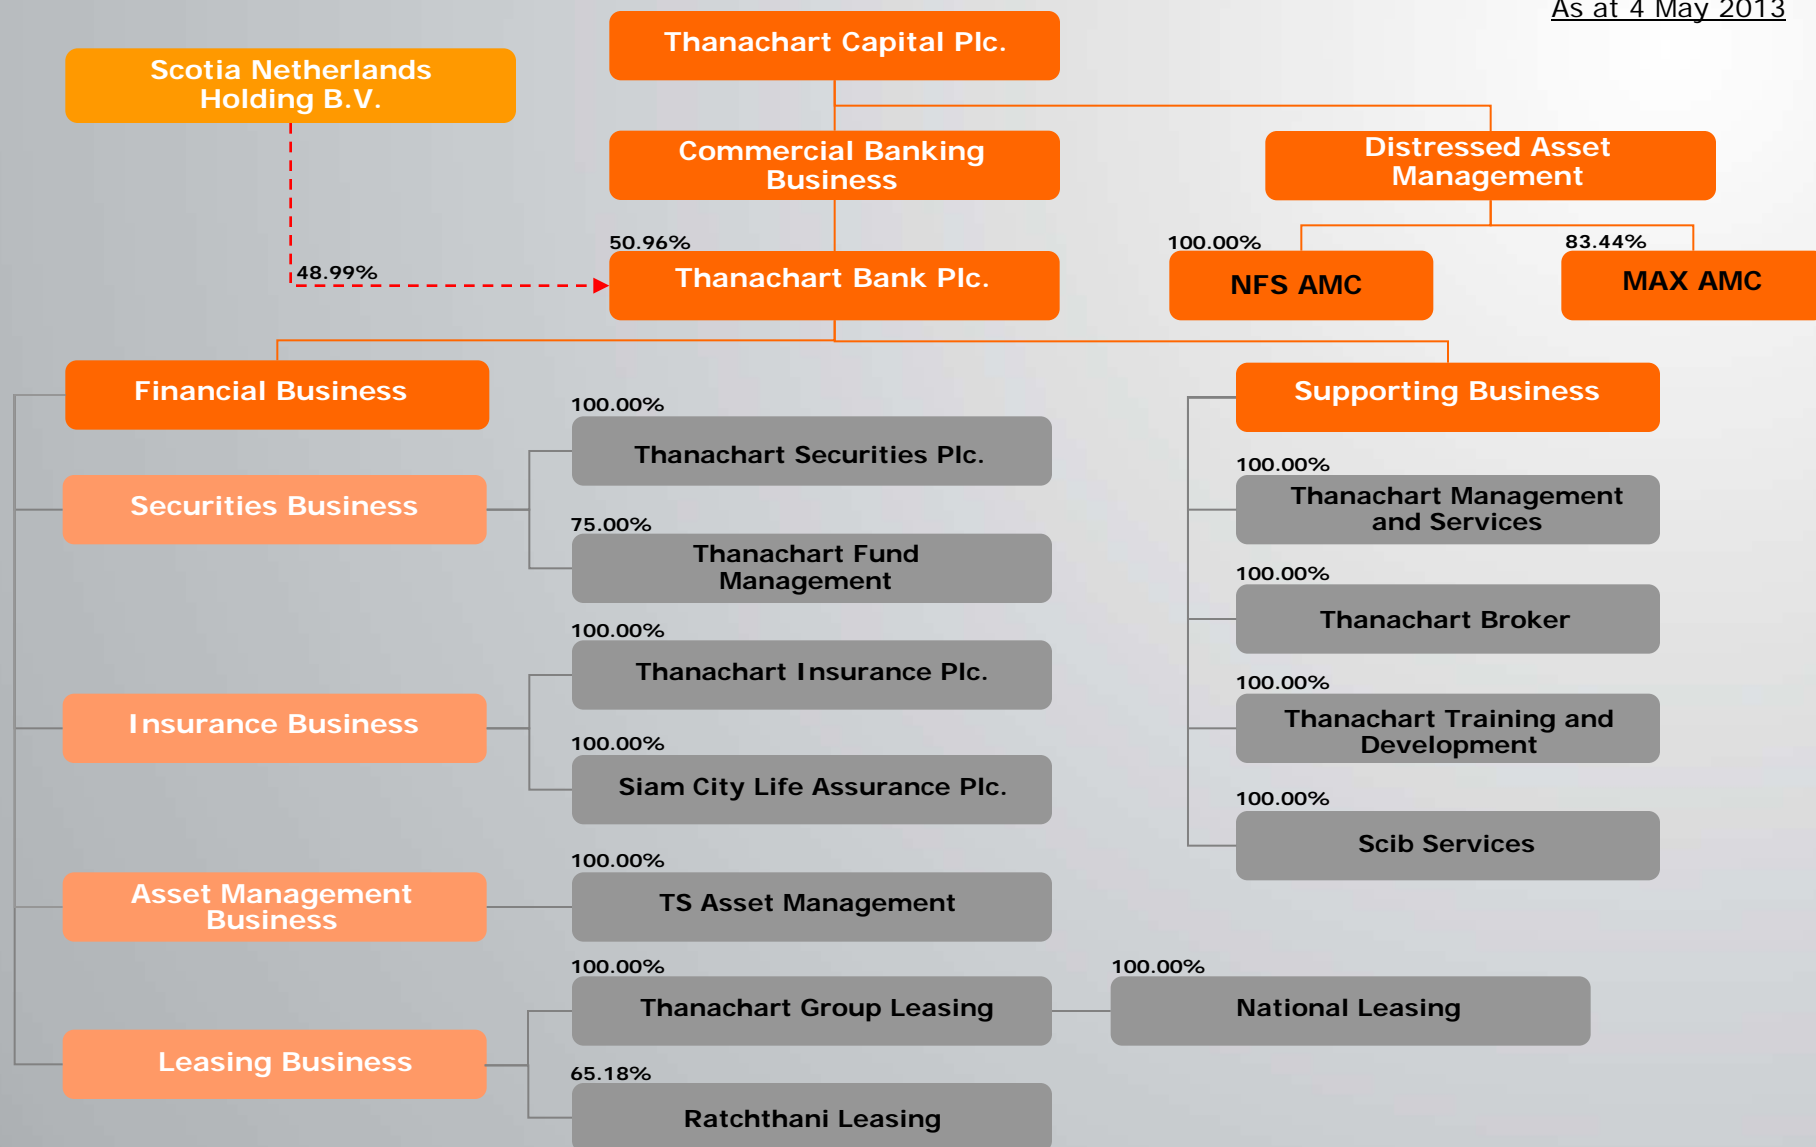 As at 4 May 2013
Thanachart Capital Plc.
Scotia Netherlands
Holding B.V.
Commercial Banking
Business
Distressed Asset
Management
48.99%
50.96%
Thanachart Bank Plc.
100.00%
NFS AMC
83.44%
MAX AMC
Financial Business
Securities Business
100.00%
Thanachart Securities Plc.
75.00%
Thanachart Fund
Management
Insurance Business
100.00%
Thanachart Insurance Plc.
100.00%
Siam City Life Assurance Plc.
Asset Management
Business
100.00%
TS Asset Management
Leasing Business
100.00%
Thanachart Group Leasing
100.00%
National Leasing
65.18%
Ratchthani Leasing
Supporting Business
100.00%
Thanachart Management
and Services
100.00%
Thanachart Broker
100.00%
Thanachart Training and
Development
100.00%
Scib Services